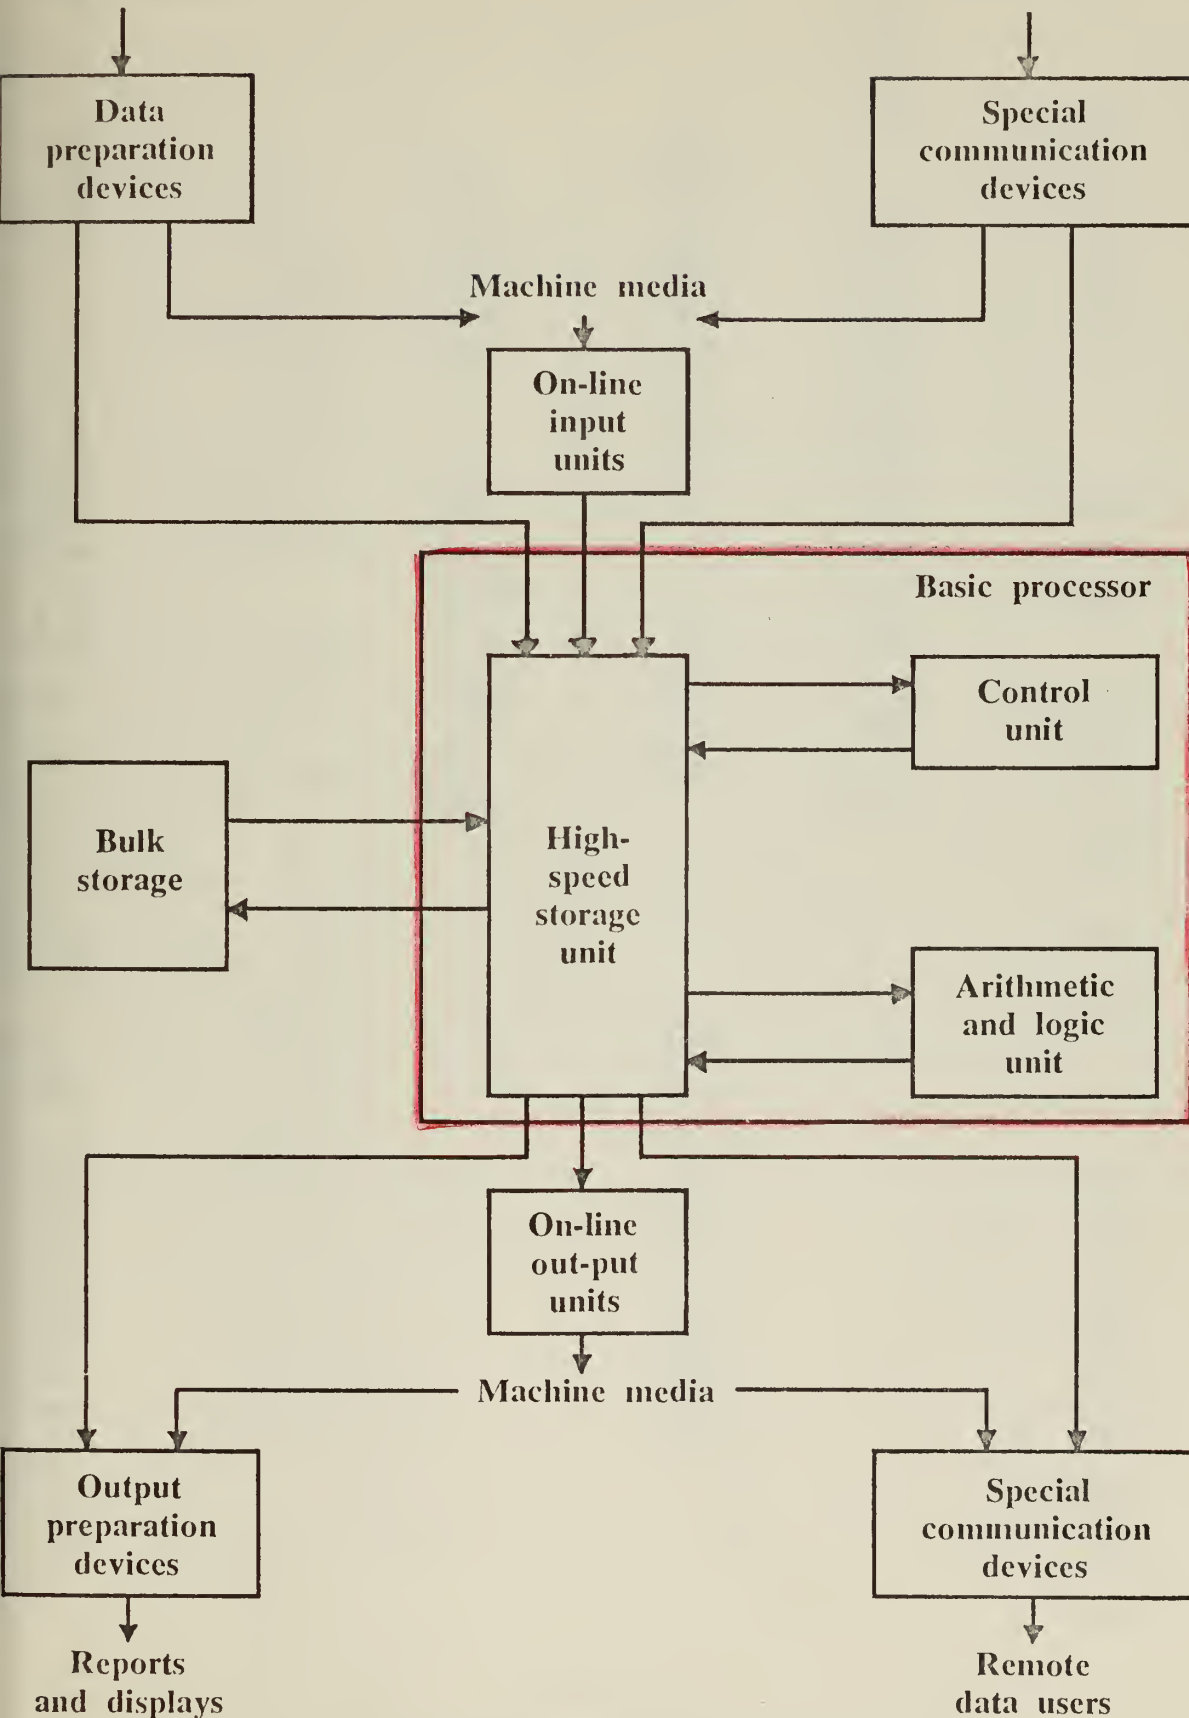 Data
preparation
devices
Special
communication
devices
Machine media
On-line
input
units
Basic processor
Control
unit
Bulk
storage
High-
speed
storage
unit
Arithmetic
and logic
unit
On-line
out-put
units
Machine media
Output
preparation
devices
Special
communication
devices
Reports
and displays
Remote
data users